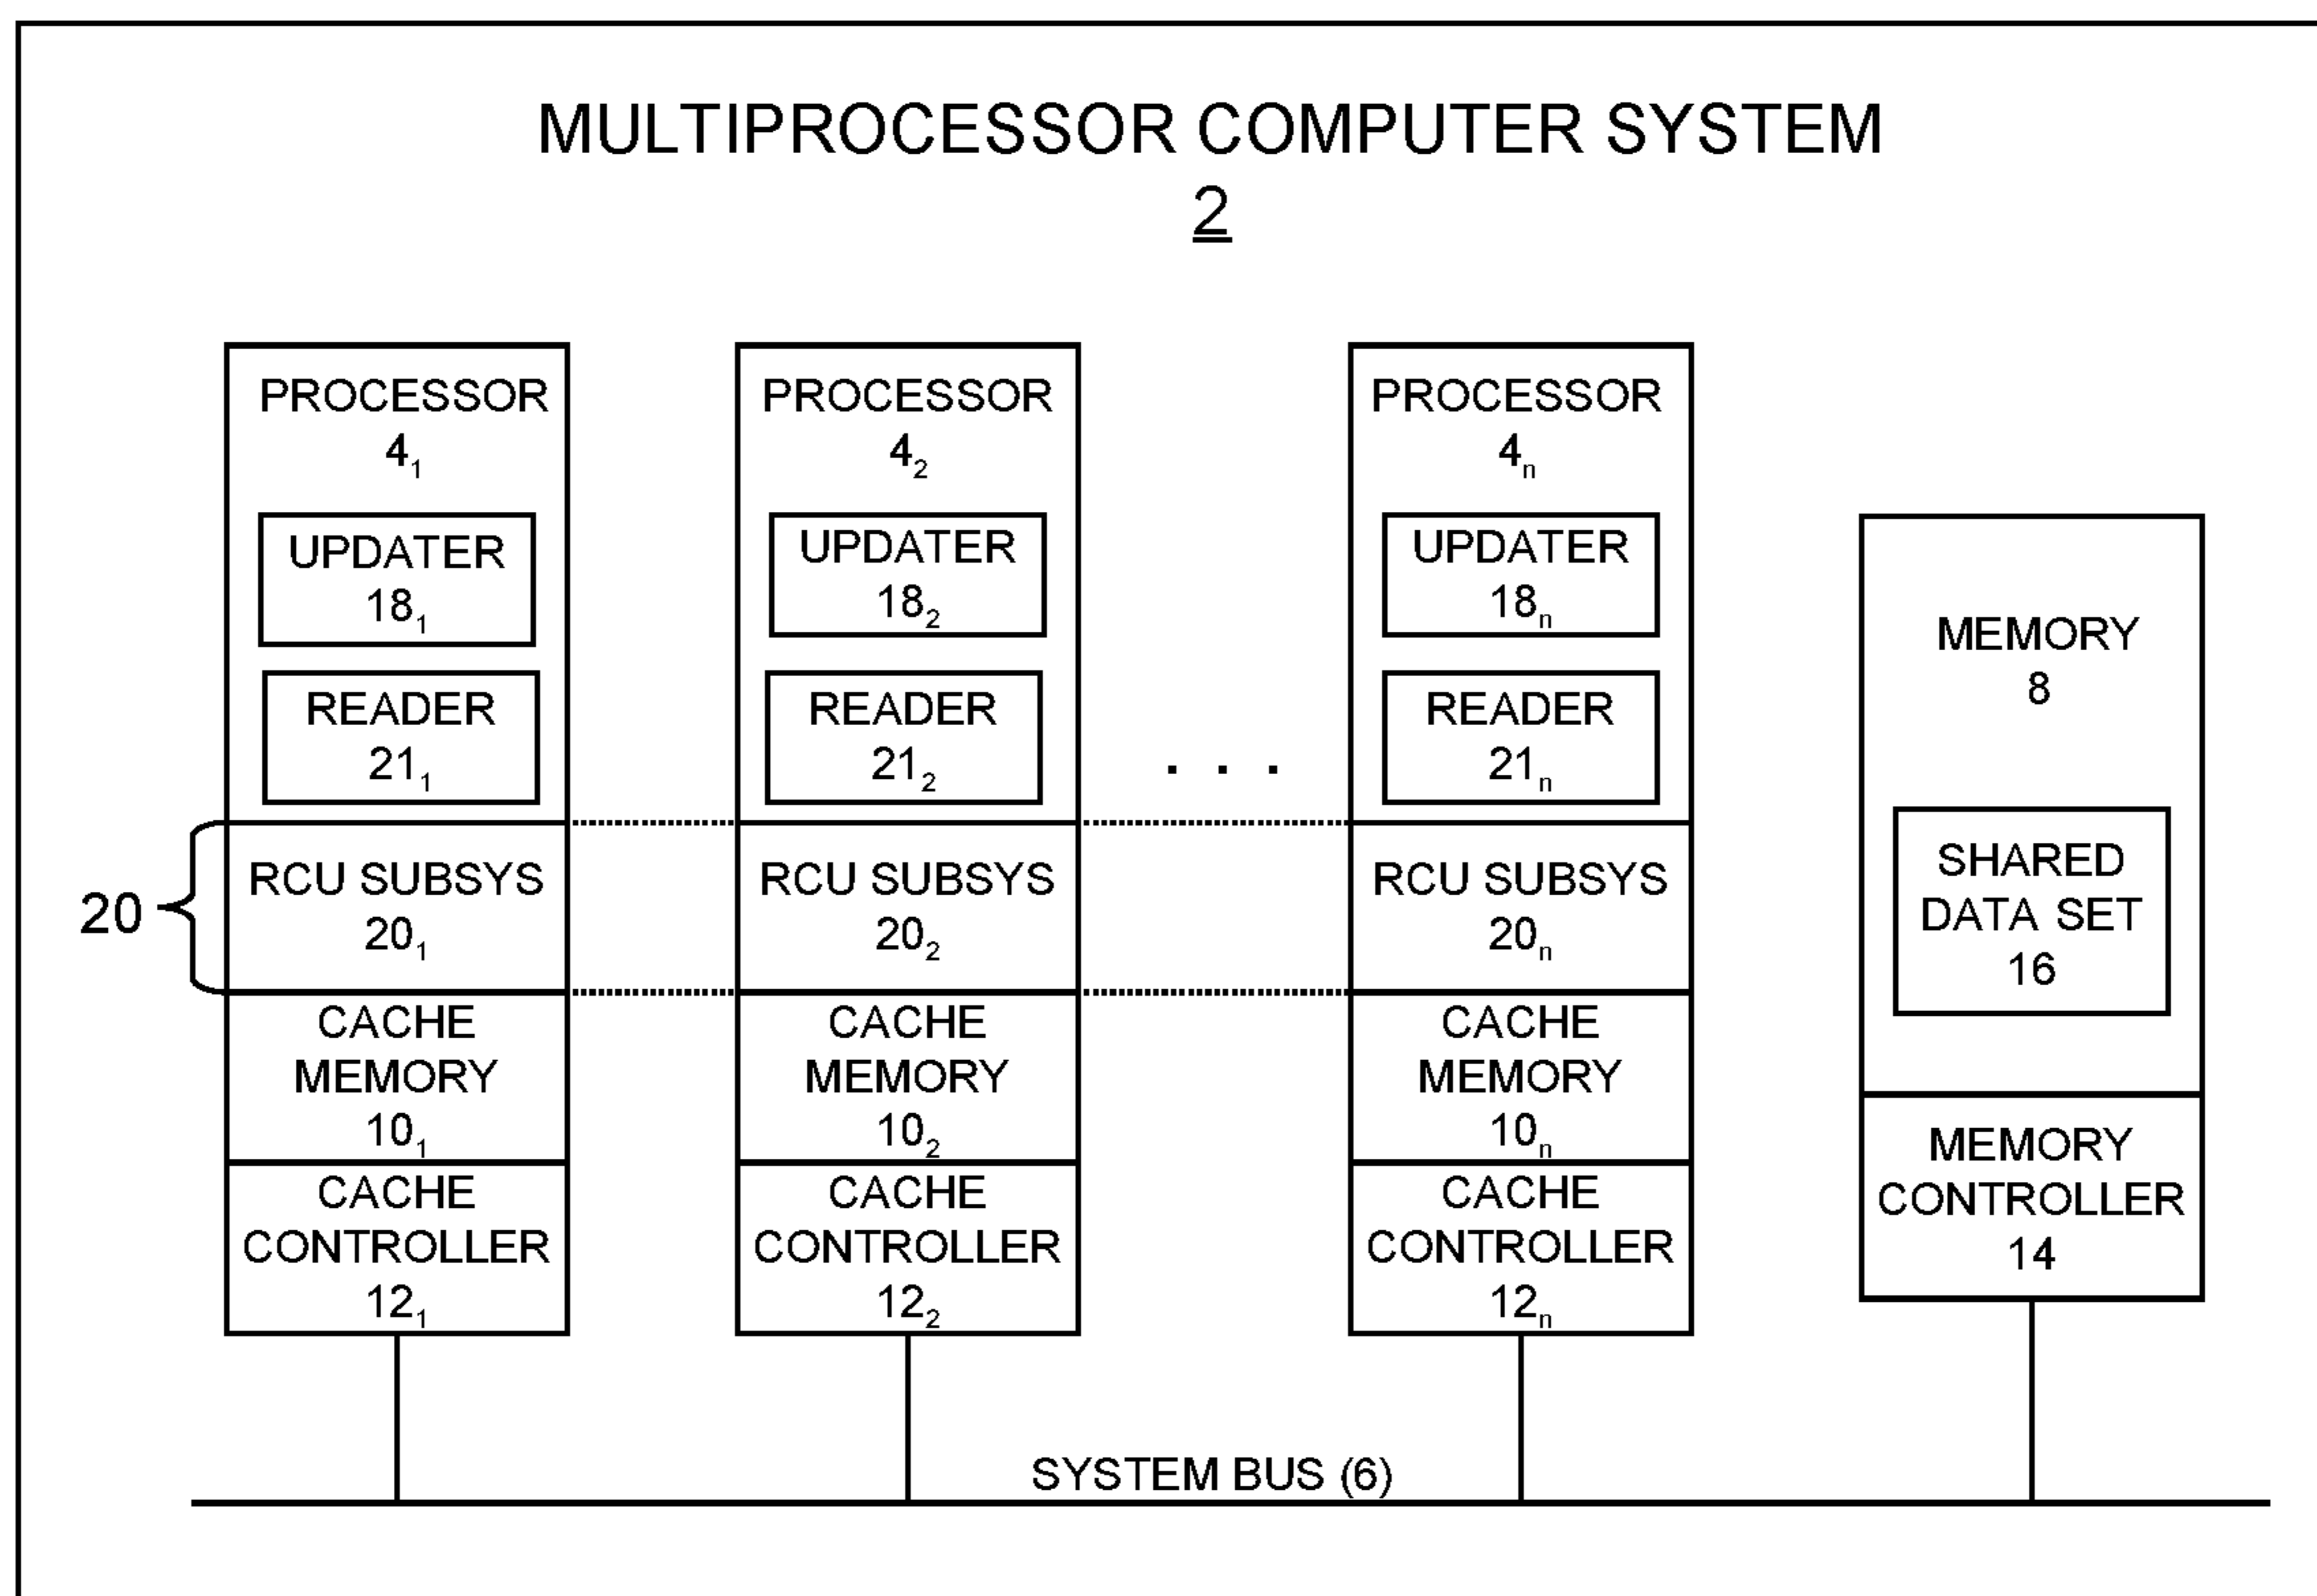 MULTIPROCESSOR COMPUTER SYSTEM
2
PROCESSOR
4₁
UPDATER
18₁
READER
21₁
RCU SUBSYS
20₁
CACHE
MEMORY
10₁
CACHE
CONTROLLER
12₁
20
PROCESSOR
4₂
UPDATER
18₂
READER
21₂
RCU SUBSYS
20₂
CACHE
MEMORY
10₂
CACHE
CONTROLLER
12₂
. . .
PROCESSOR
4ₙ
UPDATER
18ₙ
READER
21ₙ
RCU SUBSYS
20ₙ
CACHE
MEMORY
10ₙ
CACHE
CONTROLLER
12ₙ
MEMORY
8
SHARED
DATA SET
16
MEMORY
CONTROLLER
14
SYSTEM BUS (6)